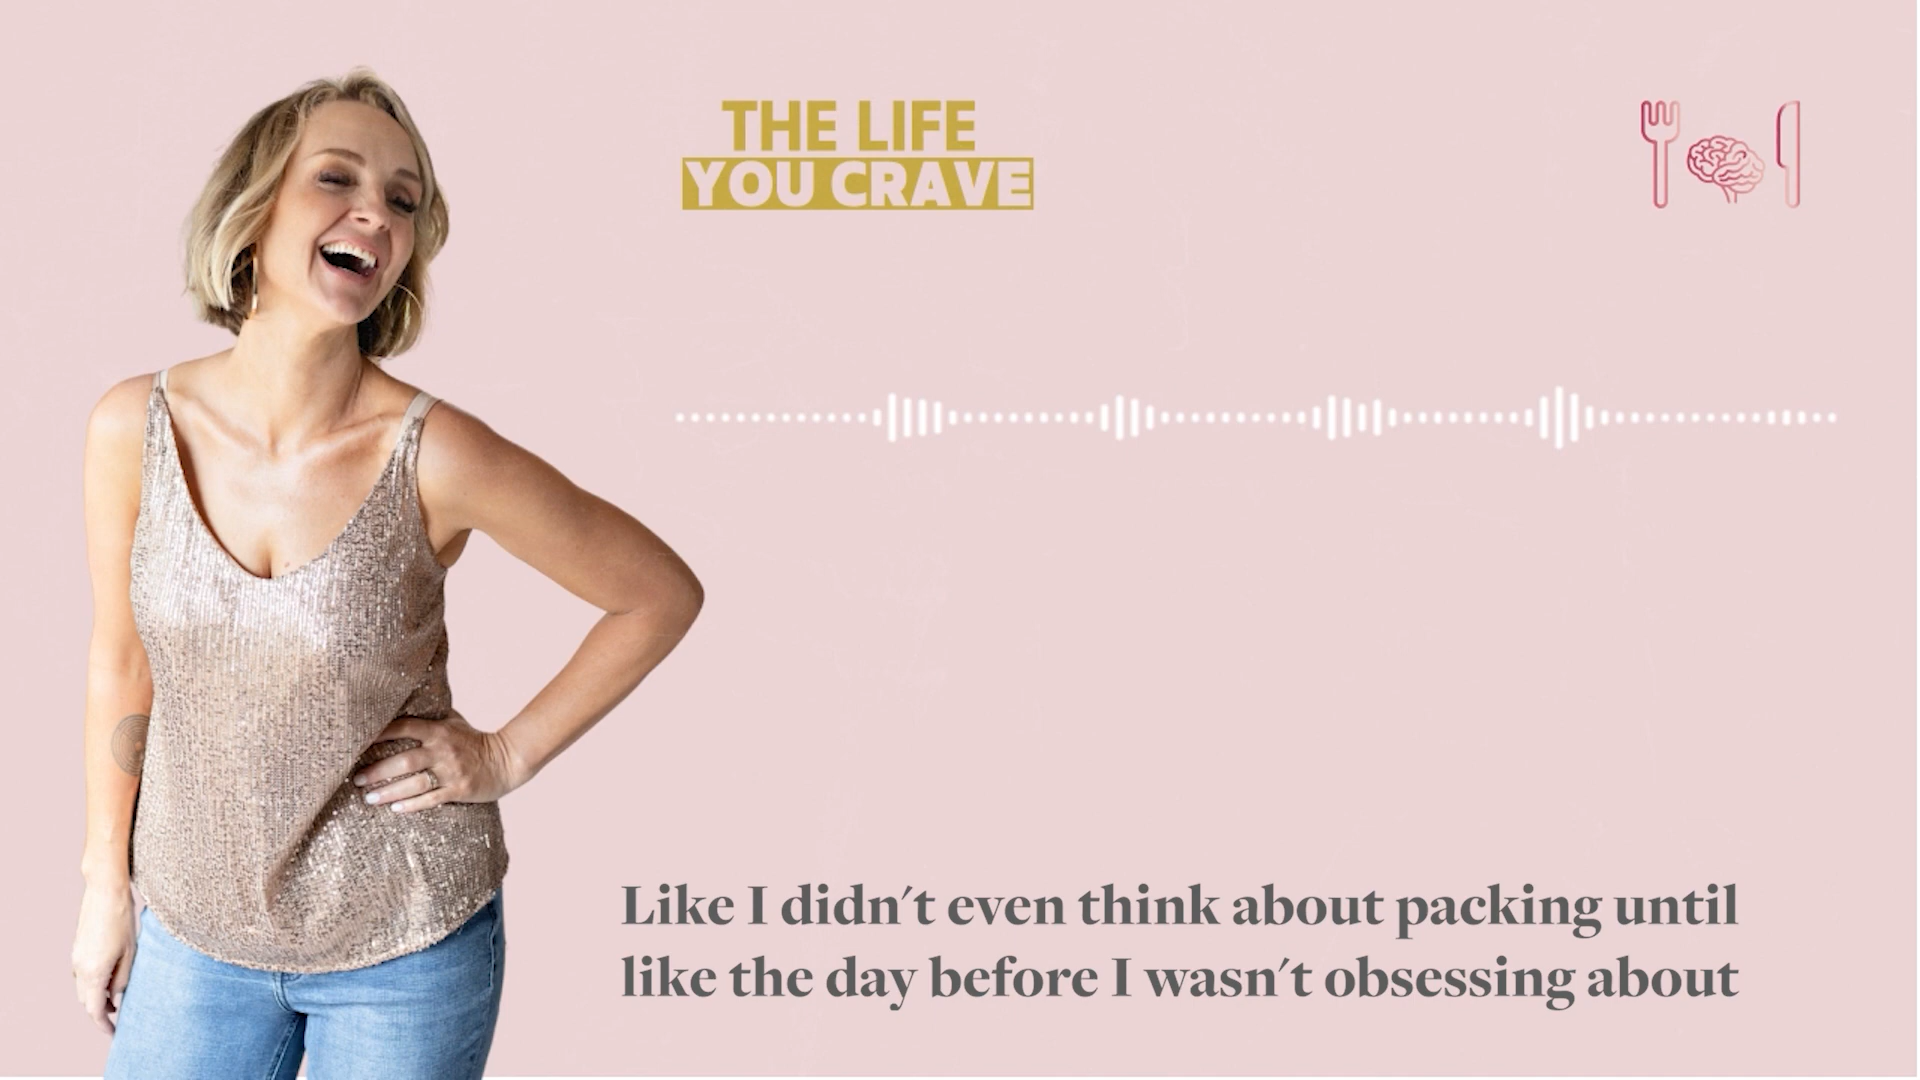 THE LIFE
YOU CRAVE
Like I didn't even think about packing until
like the day before I wasn't obsessing about